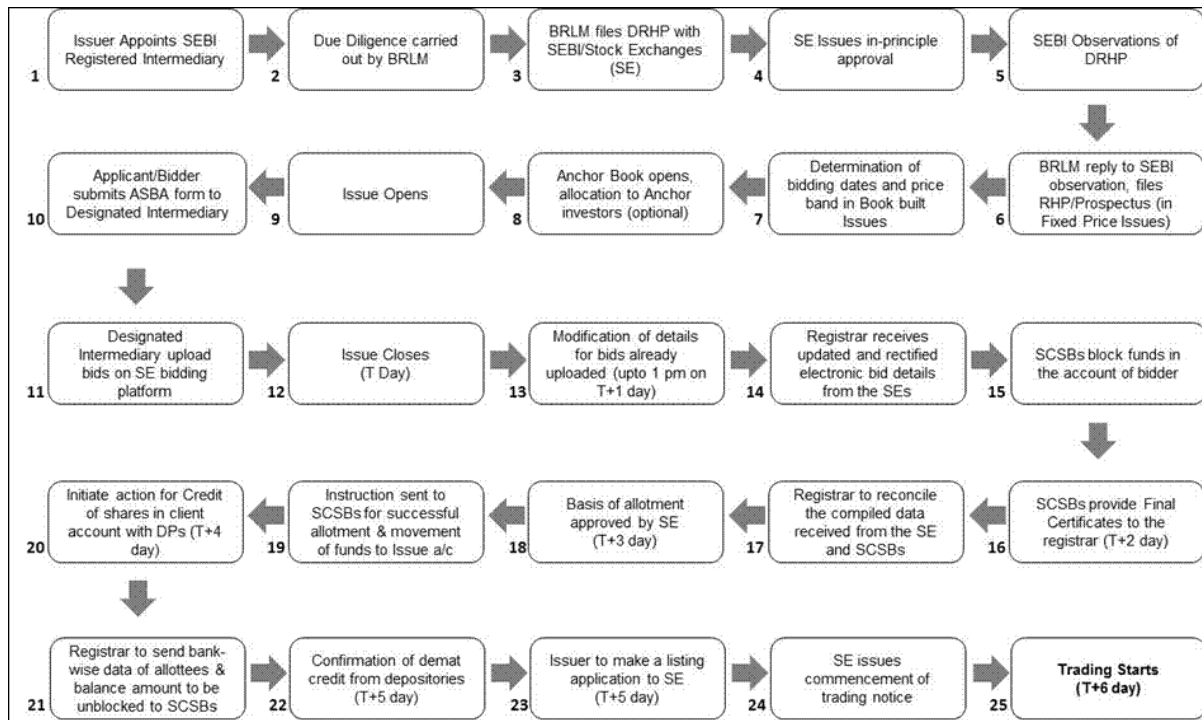 Issuer Appoints SEBI
Registered Intermediary
1
Due Diligence carried
out by BRLM
2
BRLM files DRHP with
SEBI/Stock Exchanges
(SE)
3
SE Issues in-principle
approval
4
SEBI Observations of
DRHP
5
BRLM reply to SEBI
observation, files
RHP/Prospectus (in
Fixed Price Issues)
6
Determination of
bidding dates and price
band in Book built
Issues
7
Anchor Book opens,
allocation to Anchor
investors (optional)
8
Issue Opens
9
Applicant/Bidder
submits ASBA form to
Designated Intermediary
10
Designated
Intermediary upload
bids on SE bidding
platform
11
Issue Closes
(T Day)
12
Modification of details
for bids already
uploaded (upto 1 pm on
T+1 day)
13
Registrar receives
updated and rectified
electronic bid details
from the SEs
14
SCSBs block funds in
the account of bidder
15
SCSBs provide Final
Certificates to the
registrar (T+2 day)
16
Registrar to reconcile
the compiled data
received from the SE
and SCSBs
17
Basis of allotment
approved by SE
(T+3 day)
18
Instruction sent to
SCSBs for successful
allotment & movement
of funds to Issue a/c
19
Initiate action for Credit
of shares in client
account with DPs (T+4
day)
20
Registrar to send bank-
wise data of allottees &
balance amount to be
unblocked to SCSBs
21
Confirmation of demat
credit from depositories
(T+5 day)
22
Issuer to make a listing
application to SE
(T+5 day)
23
SE issues
commencement of
trading notice
24
Trading Starts
(T+6 day)
25